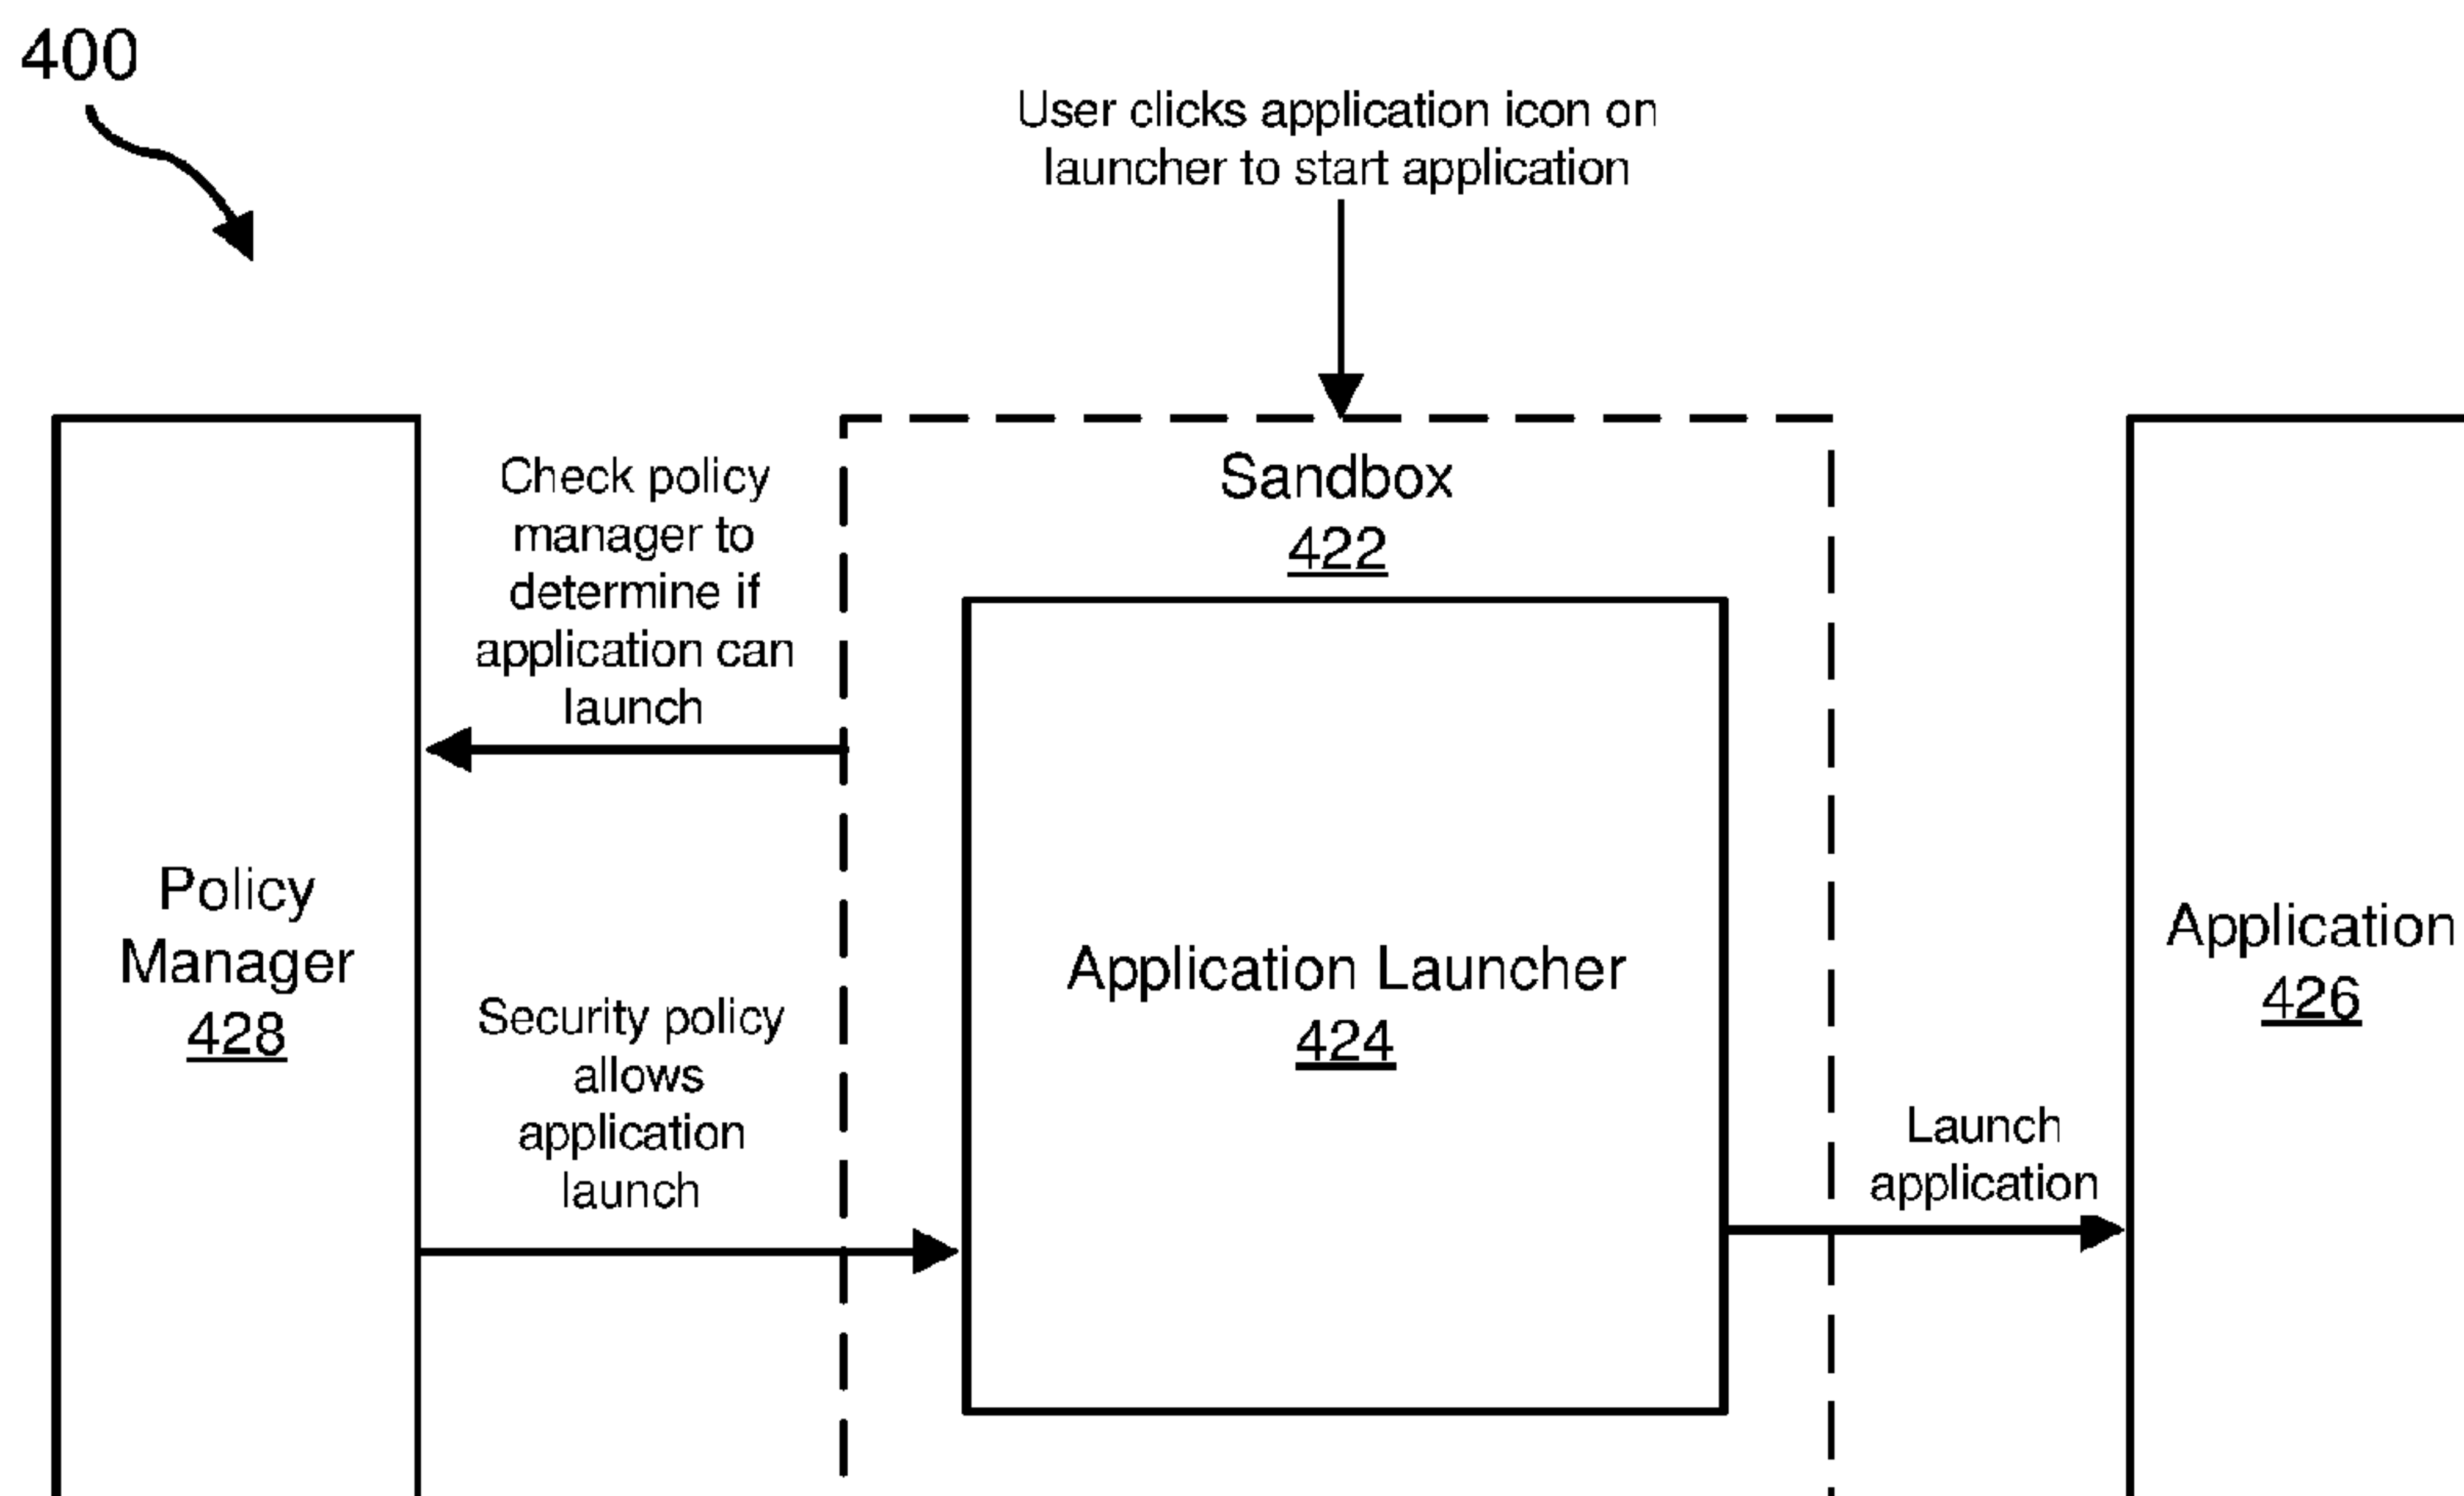 400
User clicks application icon on
launcher to start application
Check policy
manager to
determine if
application can
launch
Sandbox
422
Policy
Manager
428
Security policy
allows
application
launch
Application Launcher
424
Application
426
Launch
application